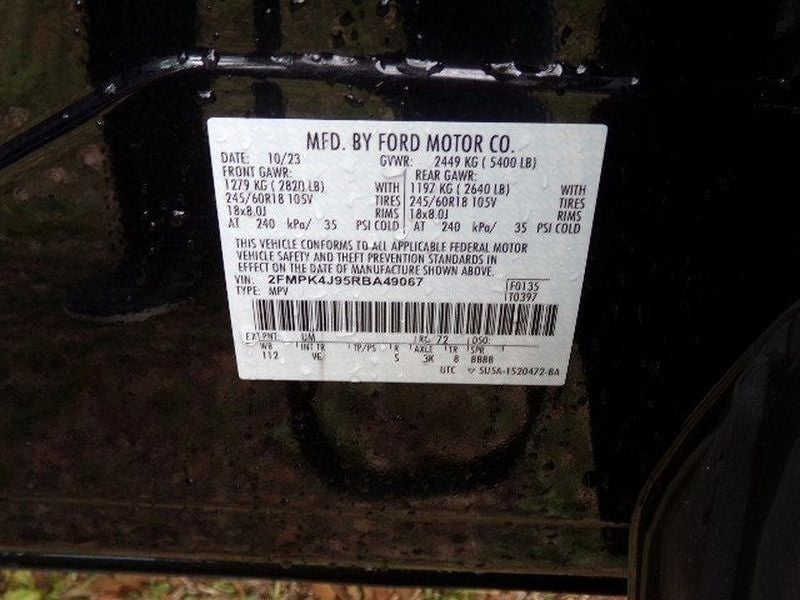 MFD. BY FORD MOTOR CO.
DATE: 10/23 GVWR: 2449 KG ( 5400 LB)
FRONT GAWR: REAR GAWR:
1279 KG ( 2820 LB) WITH 1197 KG ( 2640 LB) WITH
245/60R18 105V TIRES 245/60R18 105V TIRES
18x8.0J RIMS 18x8.0J RIMS
AT 240 kPa/ 35 PSI COLD AT 240 kPa/ 35 PSI COLD
THIS VEHICLE CONFORMS TO ALL APPLICABLE FEDERAL MOTOR
VEHICLE SAFETY AND THEFT PREVENTION STANDARDS IN
EFFECT ON THE DATE OF MANUFACTURE SHOWN ABOVE.
VIN: 2FMPK4J95RBA49067 F0135
TYPE: MPV T0397
EXT PNT: UM RC: 72 DSO:
WB INT TR TP/PS R AXLE TR SPR
112 VE 5 3K 8 BBBB
UTC ▽ 5U5A-1520472-BA